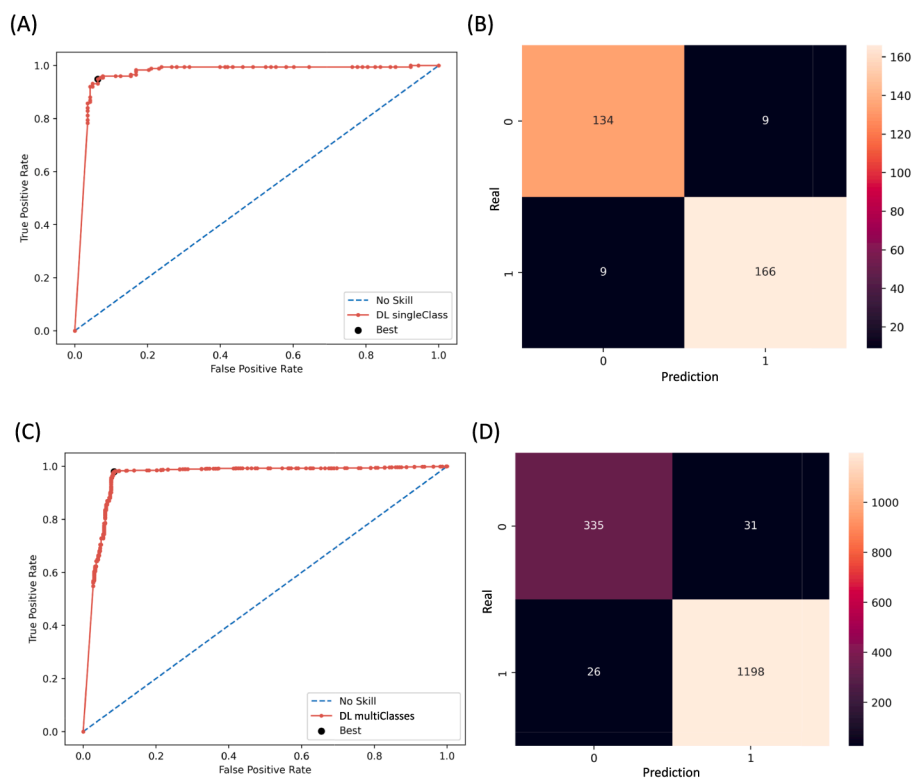 (A)
1.0
0.8
0.6
0.4
0.2
0.0
True Positive Rate
0.0 0.2 0.4 0.6 0.8 1.0
False Positive Rate
No Skill
DL singleClass
Best
(B)
0
1
Real
134 9
9 166
0 1
Prediction
160
140
120
100
80
60
40
20
(C)
1.0
0.8
0.6
0.4
0.2
0.0
True Positive Rate
0.0 0.2 0.4 0.6 0.8 1.0
False Positive Rate
No Skill
DL multiClasses
Best
(D)
0
1
Real
335 31
26 1198
0 1
Prediction
1000
800
600
400
200